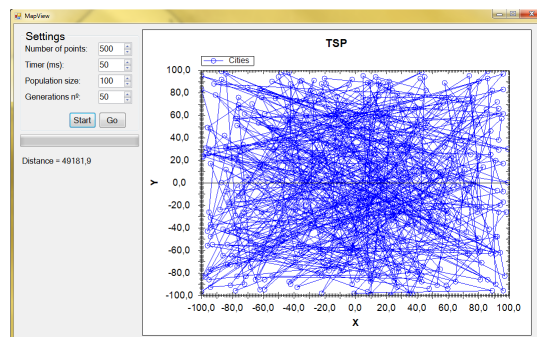 MapView
Settings
Number of points: 500
Timer (ms): 50
Population size: 100
Generations nº: 50
Start Go
Distance = 49181,9
TSP
Cities
100,0
80,0
60,0
40,0
20,0
0,0
-20,0
-40,0
-60,0
-80,0
-100,0
Y
-100,0 -80,0 -60,0 -40,0 -20,0 0,0 20,0 40,0 60,0 80,0 100,0
X